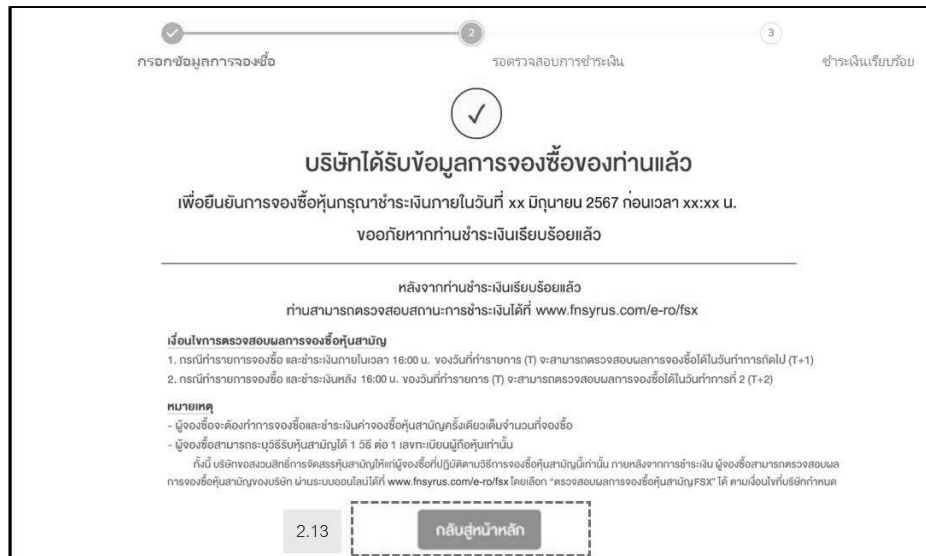 2 3
กรอกข้อมูลการจองซื้อ รอตรวจสอบการชำระเงิน ชำระเงินเรียบร้อย
บริษัทได้รับข้อมูลการจองซื้อของท่านแล้ว
เพื่อยืนยันการจองซื้อหุ้นกรุณาชำระเงินภายในวันที่ xx มิถุนายน 2567 ก่อนเวลา xx:xx น.
ขออภัยหากท่านชำระเงินเรียบร้อยแล้ว
หลังจากท่านชำระเงินเรียบร้อยแล้ว
ท่านสามารถตรวจสอบสถานะการชำระเงินได้ที่ www.fnsyrus.com/e-ro/fsx
เงื่อนไขการตรวจสอบผลการจองซื้อหุ้นสามัญ
1. กรณีทำรายการจองซื้อ และชำระเงินภายในเวลา 16:00 น. ของวันที่ทำรายการ (T) จะสามารถตรวจสอบผลการจองซื้อได้ในวันทำการถัดไป (T+1)
2. กรณีทำรายการจองซื้อ และชำระเงินหลัง 16:00 น. ของวันที่ทำรายการ (T) จะสามารถตรวจสอบผลการจองซื้อได้ในวันทำการที่ 2 (T+2)
หมายเหตุ
- ผู้จองซื้อจะต้องทำการจองซื้อและชำระเงินค่าจองซื้อหุ้นสามัญครั้งเดียวเต็มจำนวนที่จองซื้อ
- ผู้จองซื้อสามารถระบุวิธีรับหุ้นสามัญได้ 1 วิธี ต่อ 1 เลขทะเบียนผู้ถือหุ้นเท่านั้น
ทั้งนี้ บริษัทขอสงวนสิทธิ์การจัดสรรหุ้นสามัญให้แก่ผู้จองซื้อที่ปฏิบัติตามวิธีการจองซื้อหุ้นสามัญนี้เท่านั้น ภายหลังจากการชำระเงิน ผู้จองซื้อสามารถตรวจสอบผล
การจองซื้อหุ้นสามัญของบริษัท ผ่านระบบออนไลน์ได้ที่ www.fnsyrus.com/e-ro/fsx โดยเลือก “ตรวจสอบผลการจองซื้อหุ้นสามัญ FSX” ได้ ตามเงื่อนไขที่บริษัทกำหนด
2.13 กลับสู่หน้าหลัก